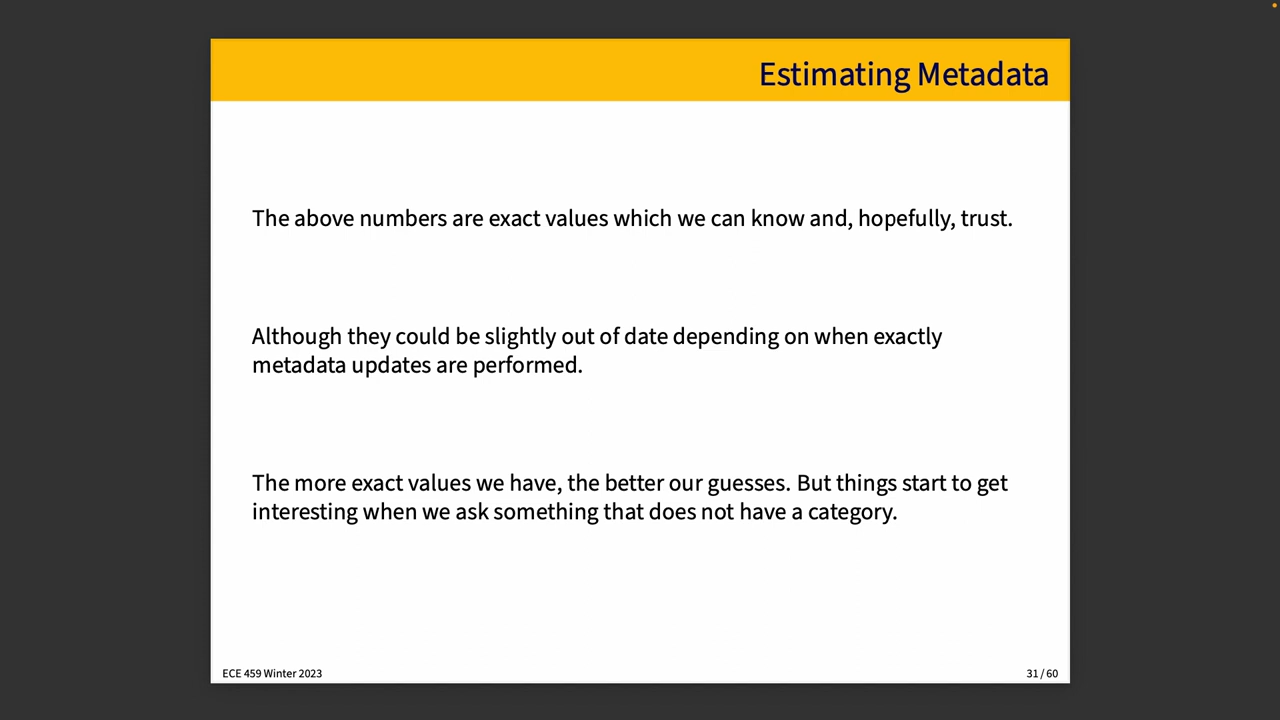 Estimating Metadata
The above numbers are exact values which we can know and, hopefully, trust.
Although they could be slightly out of date depending on when exactly
metadata updates are performed.
The more exact values we have, the better our guesses. But things start to get
interesting when we ask something that does not have a category.
ECE 459 Winter 2023
31 / 60